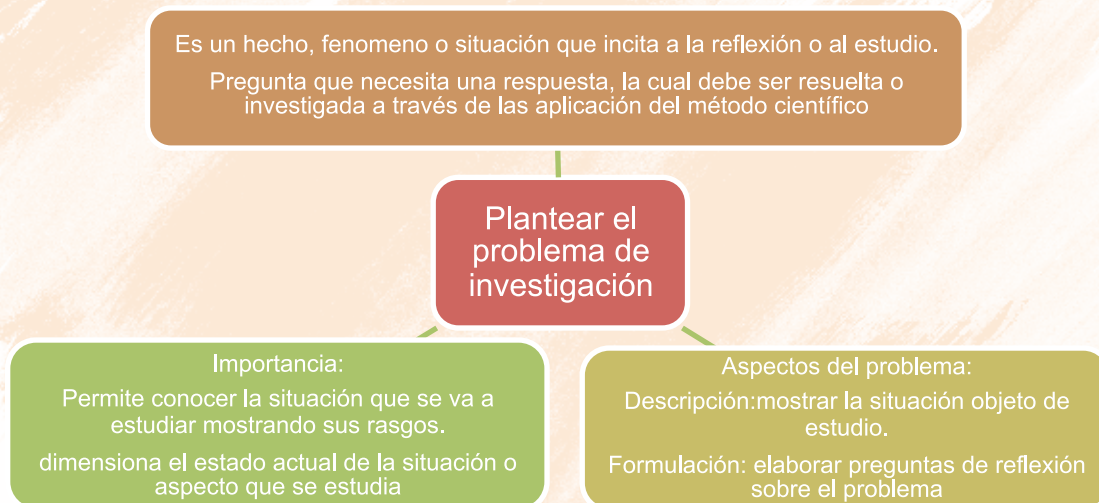 Es un hecho, fenomeno o situación que incita a la reflexión o al estudio.
Pregunta que necesita una respuesta, la cual debe ser resuelta o
investigada a través de las aplicación del método científico
Plantear el
problema de
investigación
Importancia:
Permite conocer la situación que se va a
estudiar mostrando sus rasgos.
dimensiona el estado actual de la situación o
aspecto que se estudia
Aspectos del problema:
Descripción:mostrar la situación objeto de
estudio.
Formulación: elaborar preguntas de reflexión
sobre el problema